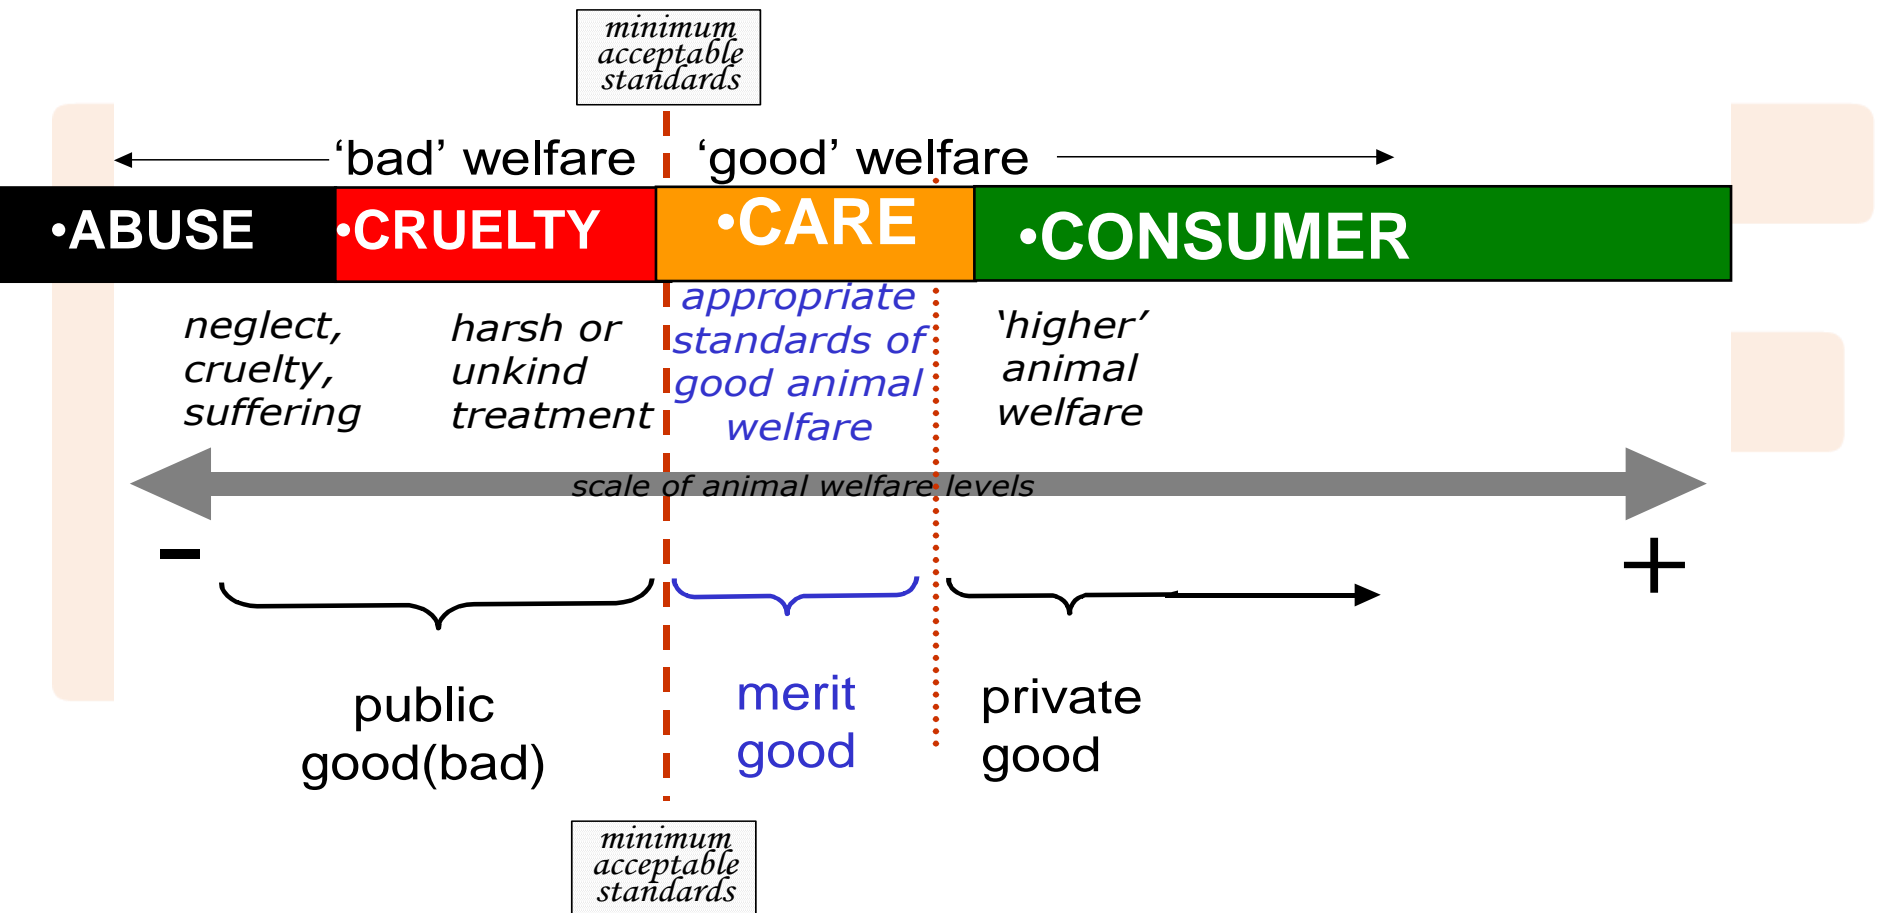 minimum
acceptable
standards
‘bad’ welfare
‘good’ welfare
•ABUSE
•CRUELTY
•CARE
•CONSUMER
neglect,
cruelty,
suffering
harsh or
unkind
treatment
appropriate
standards of
good animal
welfare
‘higher’
animal
welfare
scale of animal welfare levels
–
+
public
good(bad)
merit
good
private
good
minimum
acceptable
standards